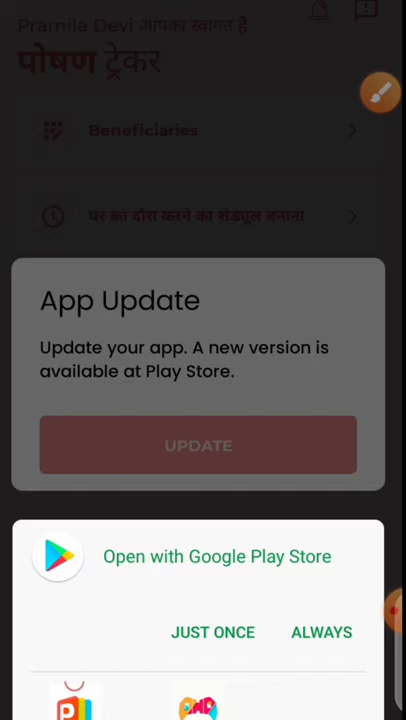 Pramila Devi आपका स्वागत है
पोषण ट्रेकर
Beneficiaries
घर का दौरा करने का शेड्यूल बनाना
App Update
Update your app. A new version is
available at Play Store.
UPDATE
Open with Google Play Store
JUST ONCE
ALWAYS